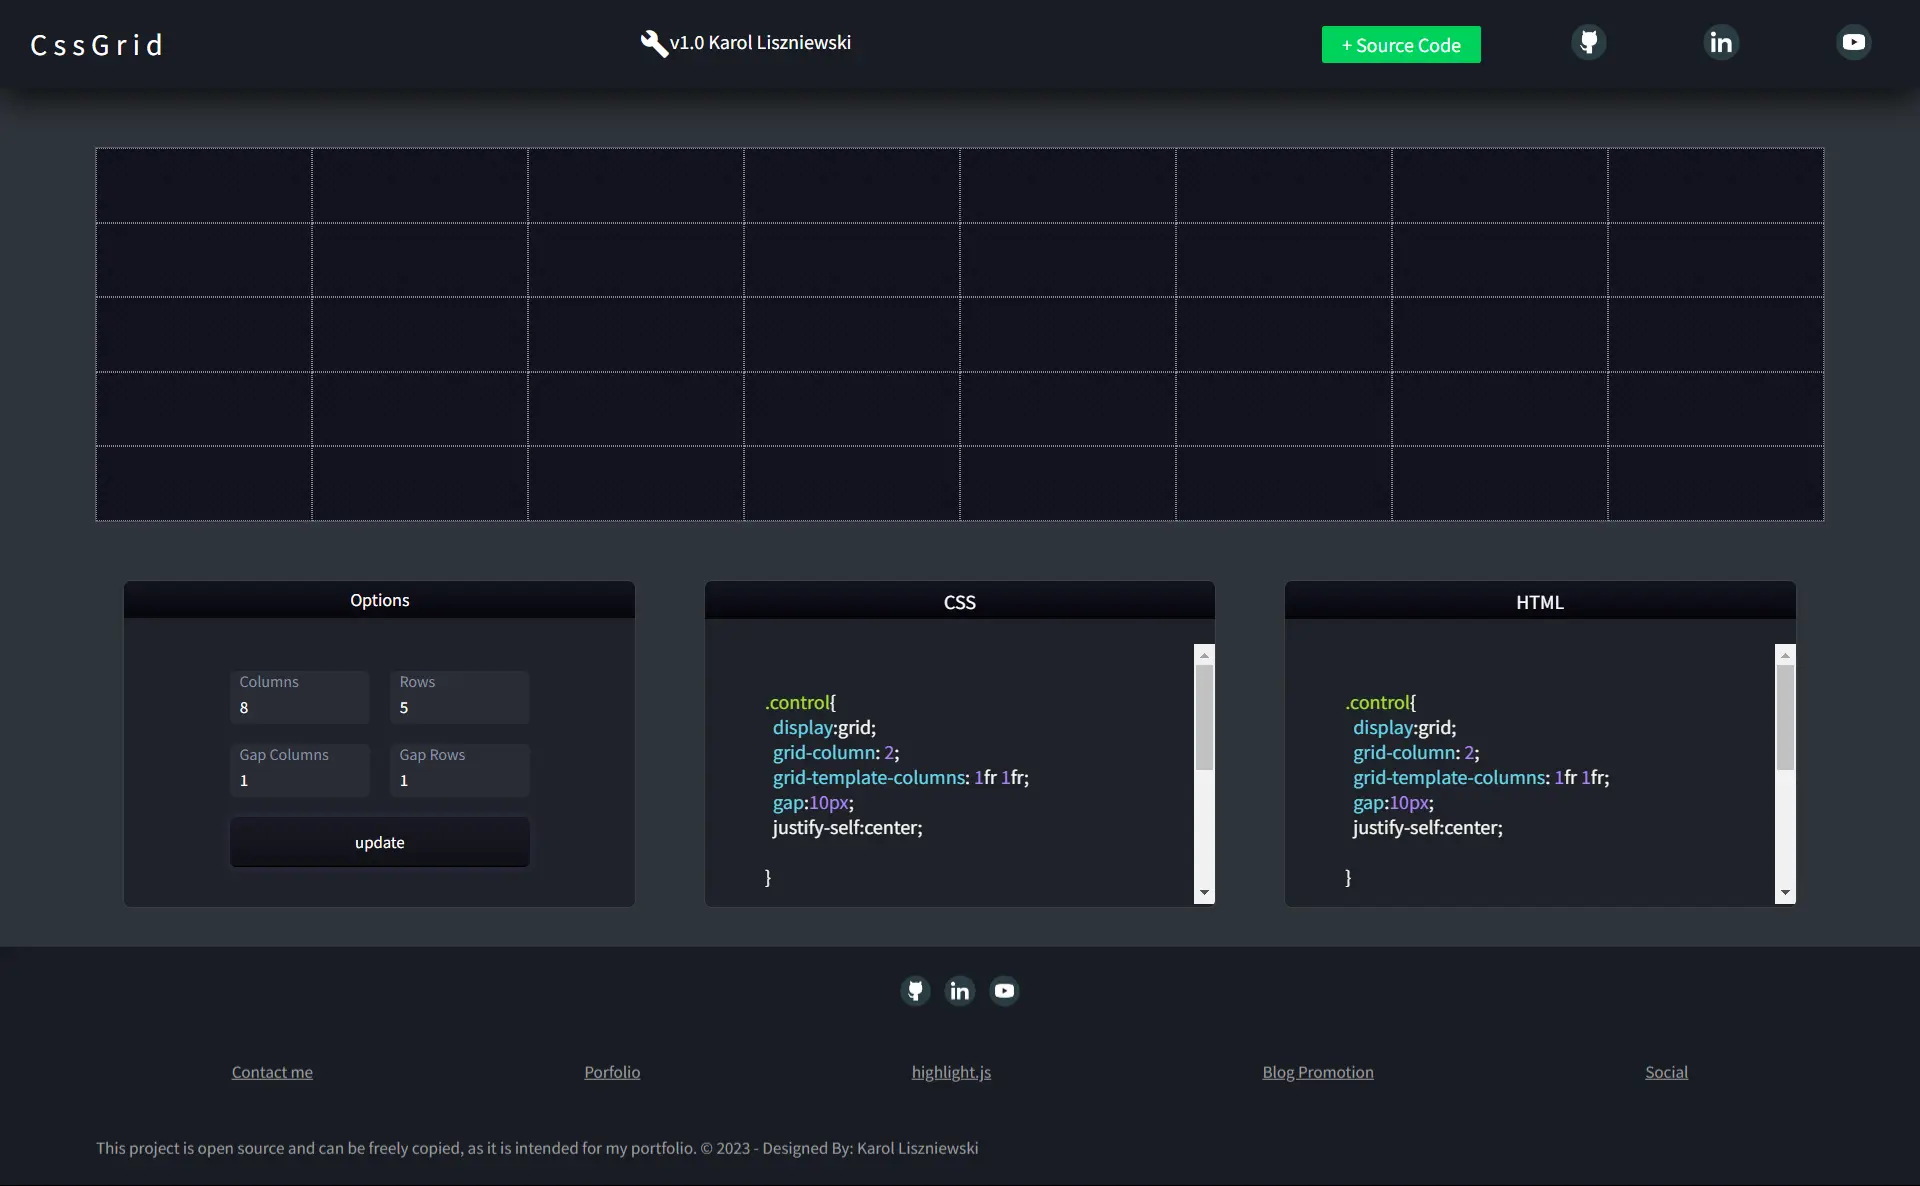 CssGrid
v1.0 Karol Liszniewski
+ Source Code
Options
Columns
8
Rows
5
Gap Columns
1
Gap Rows
1
update
CSS
.control{
display:grid;
grid-column: 2;
grid-template-columns: 1fr 1fr;
gap:10px;
justify-self:center;
}
HTML
.control{
display:grid;
grid-column: 2;
grid-template-columns: 1fr 1fr;
gap:10px;
justify-self:center;
}
Contact me
Porfolio
highlight.js
Blog Promotion
Social
This project is open source and can be freely copied, as it is intended for my portfolio. © 2023 - Designed By: Karol Liszniewski